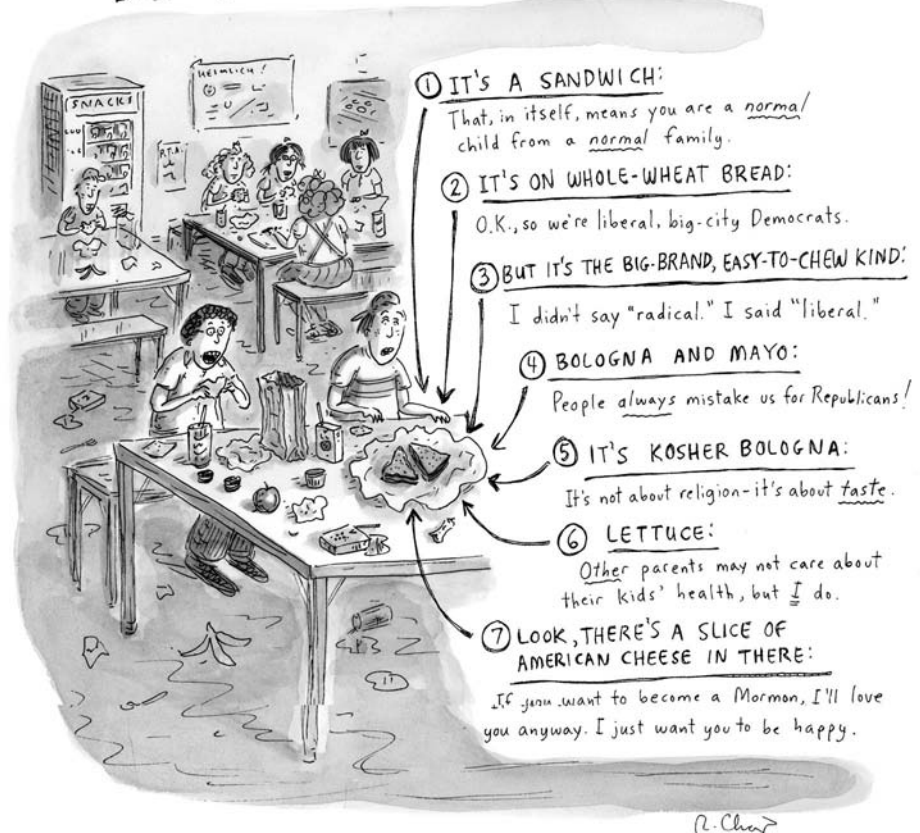 SNACKS
HEIMLICH!
P.T.A.
① IT'S A SANDWICH:
That, in itself, means you are a normal
child from a normal family.
② IT'S ON WHOLE-WHEAT BREAD:
O.K., so we're liberal, big-city Democrats.
③ BUT IT'S THE BIG-BRAND, EASY-TO-CHEW KIND:
I didn't say "radical." I said "liberal."
④ BOLOGNA AND MAYO:
People always mistake us for Republicans!
⑤ IT'S KOSHER BOLOGNA:
It's not about religion–it's about taste.
⑥ LETTUCE:
Other parents may not care about
their kids' health, but I do.
⑦ LOOK, THERE'S A SLICE OF
AMERICAN CHEESE IN THERE:
If you want to become a Mormon, I'll love
you anyway. I just want you to be happy.
R. Chast